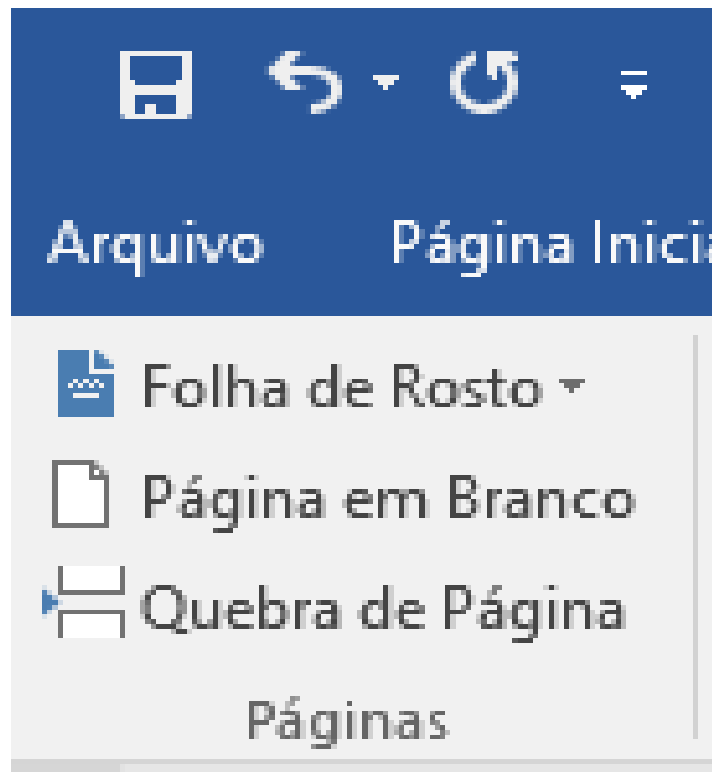 Arquivo Página Inicia
Folha de Rosto
Página em Branco
Quebra de Página
Páginas